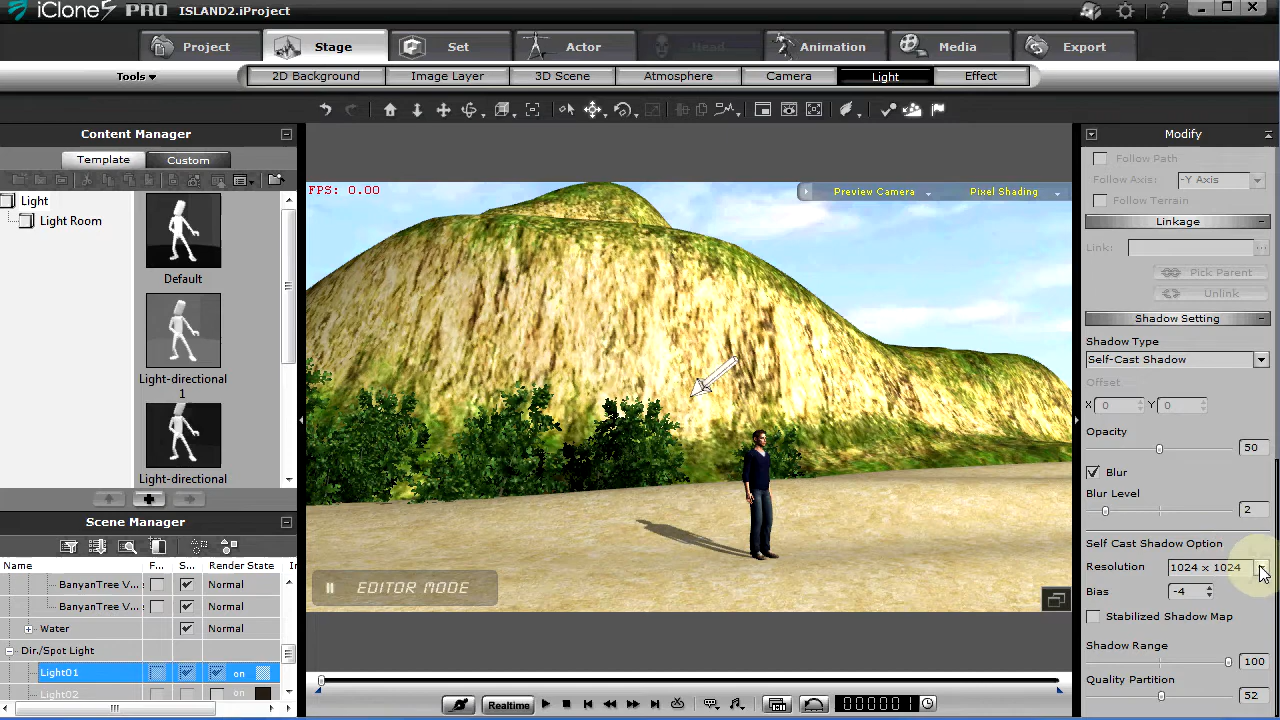 iClone5 PRO ISLAND2.iProject
Project Stage Set Actor Head Animation Media Export
Tools 2D Background Image Layer 3D Scene Atmosphere Camera Light Effect
Content Manager
Template Custom
Light
Light Room
Default
Light-directional
1
Light-directional
Scene Manager
Name F... S... Render State
BanyanTree V... Normal
BanyanTree V... Normal
Water Normal
Dir./Spot Light
Light01 on
Light02 on
FPS: 0.00 Preview Camera Pixel Shading
EDITOR MODE
Realtime 00000 1
Modify
Follow Path
Follow Axis: -Y Axis
Follow Terrain
Linkage
Link:
Pick Parent
Unlink
Shadow Setting
Shadow Type
Self-Cast Shadow
Offset
X 0 Y 0
Opacity
50
Blur
Blur Level
2
Self Cast Shadow Option
Resolution 1024 x 1024
Bias -4
Stabilized Shadow Map
Shadow Range
100
Quality Partition
52